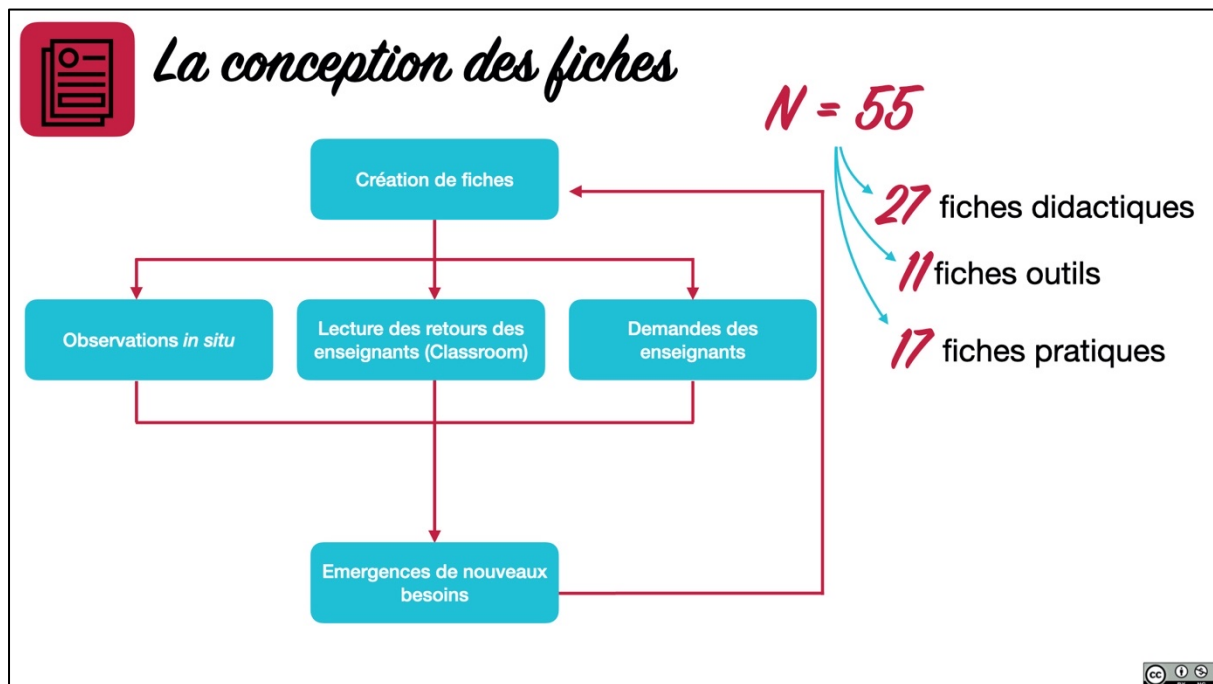 La conception des fiches
N = 55
Création de fiches
27 fiches didactiques
11 fiches outils
17 fiches pratiques
Observations in situ
Lecture des retours des
enseignants (Classroom)
Demandes des
enseignants
Emergences de nouveaux
besoins
cc